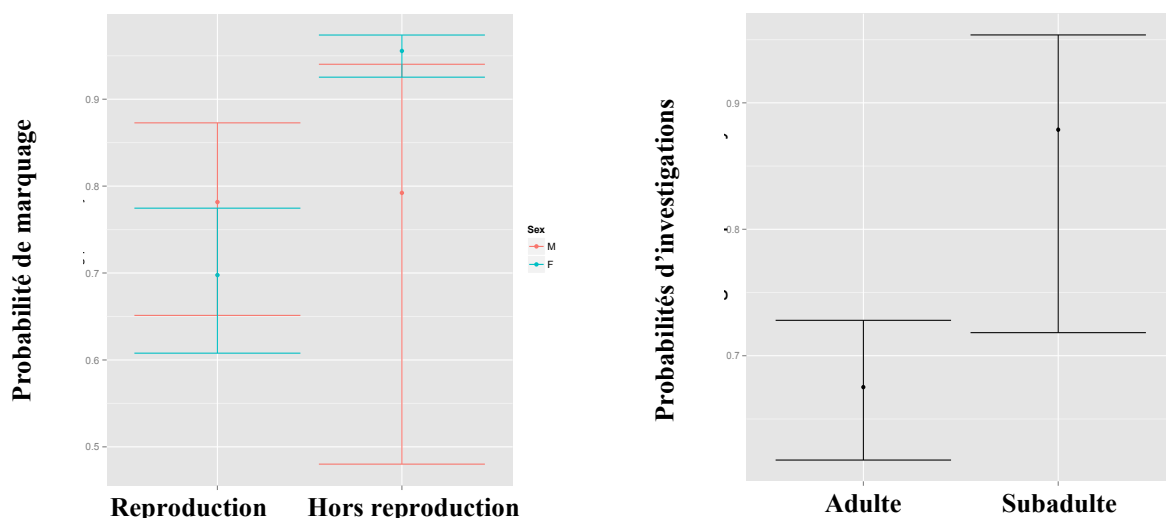 Probabilité de marquage
0.9
0.8
0.7
0.6
0.5
Reproduction Hors reproduction
Sex
M
F
Probabilités d’investigations
0.9
0.8
0.7
Adulte Subadulte